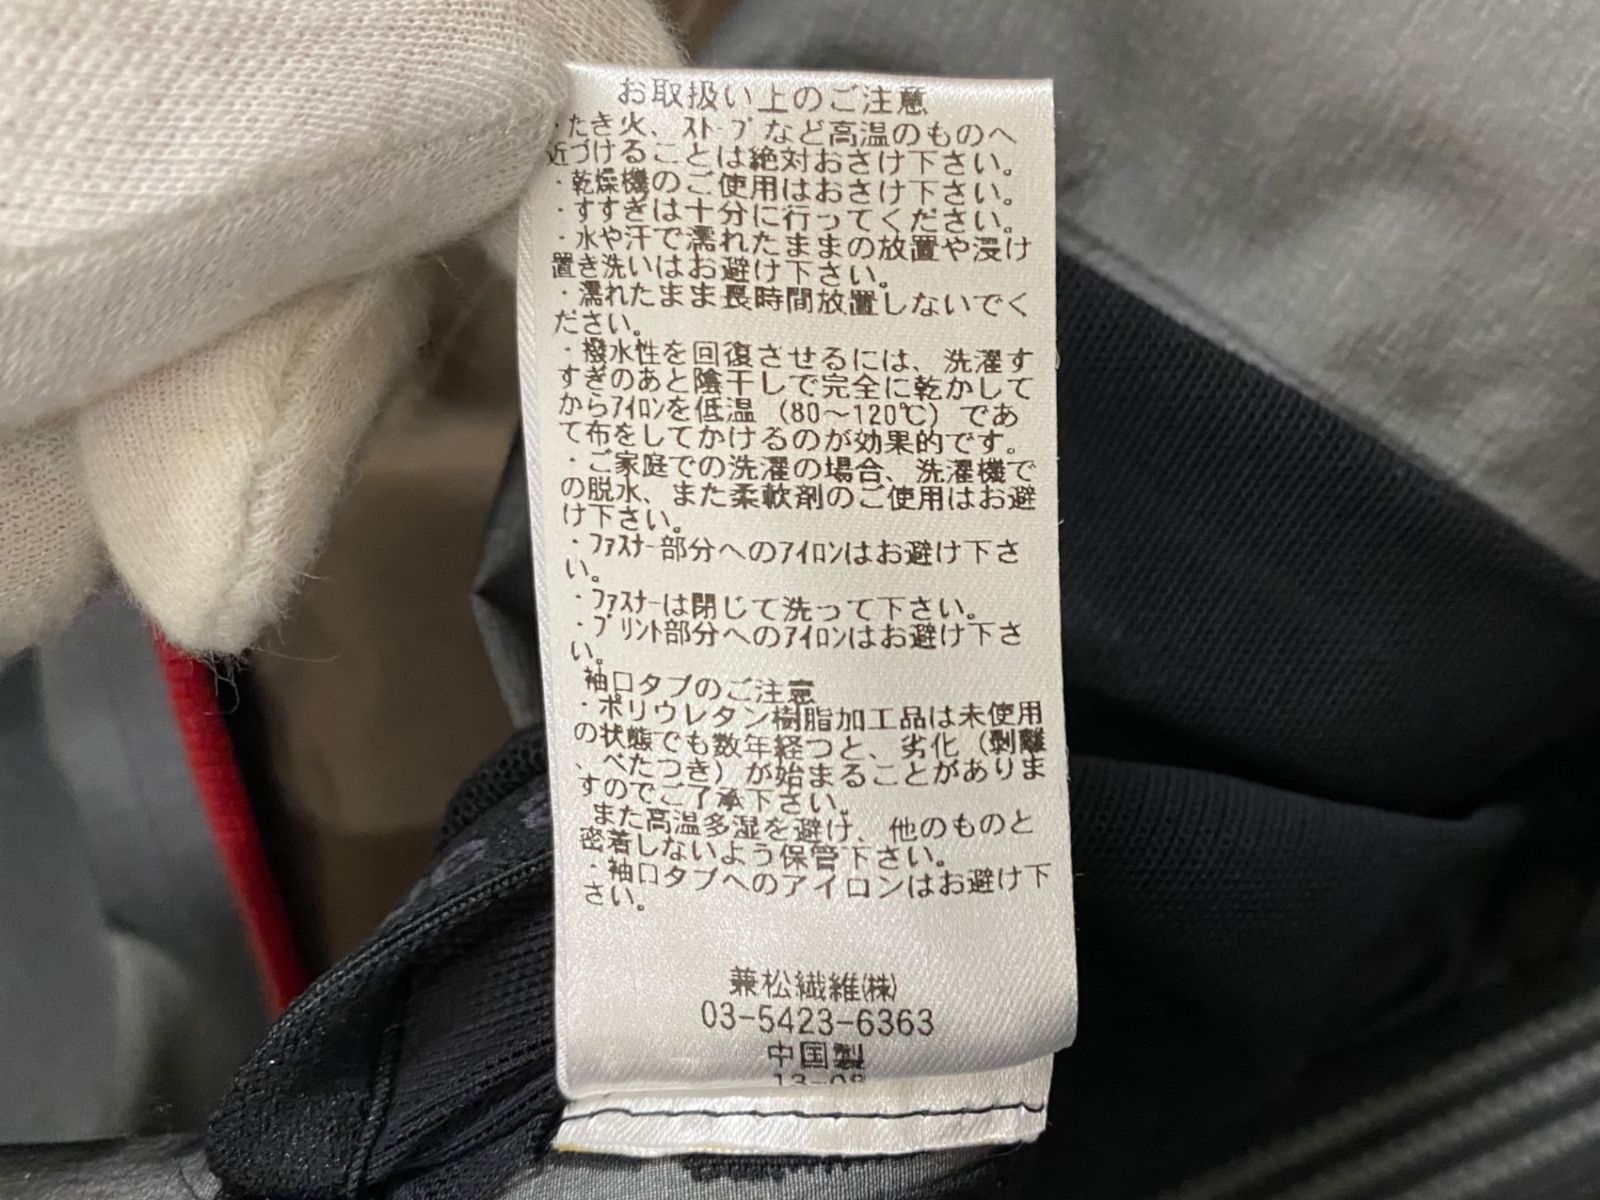 お取扱い上のご注意
・たき火、ストーブなど高温のものへ
近づけることは絶対おさけ下さい。
・乾燥機のご使用はおさけ下さい。
・すすぎは十分に行ってください。
・水や汗で濡れたままの放置や浸け
置き洗いはお避け下さい。
・濡れたまま長時間放置しないでく
ださい。
・撥水性を回復させるには、洗濯す
すぎのあと陰干しで完全に乾かして
からアイロンを低温（80～120℃）であ
て布をしてかけるのが効果的です。
・ご家庭での洗濯の場合、洗濯機で
の脱水、また柔軟剤のご使用はお避
け下さい。
・ファスナー部分へのアイロンはお避け下さ
い。
・ファスナーは閉じて洗って下さい。
・プリント部分へのアイロンはお避け下さ
い。
袖口タブのご注意
・ポリウレタン樹脂加工品は未使用
の状態でも数年経つと、劣化（剥離
、べたつき）が始まることがありま
すのでご了承下さい。
また高温多湿を避け、他のものと
密着しないよう保管下さい。
・袖口タブへのアイロンはお避け下
さい。
兼松繊維㈱
03-5423-6363
中国製
13-08